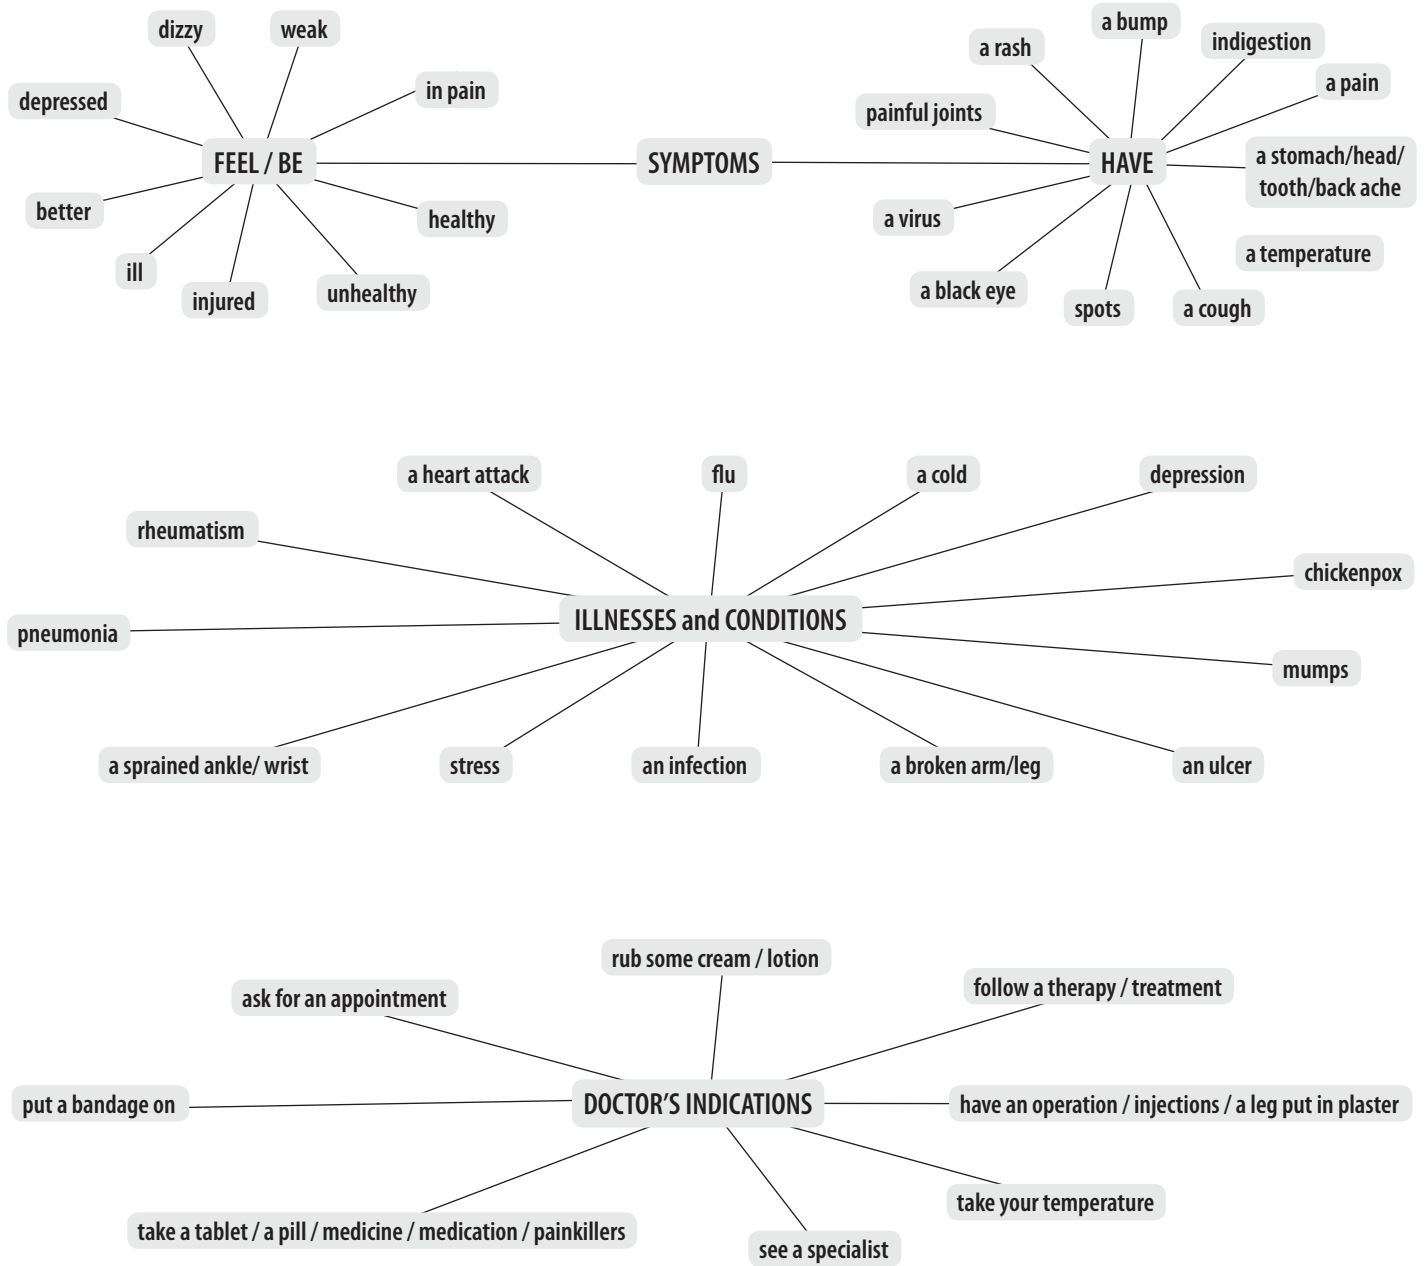 dizzy
weak
depressed
in pain
FEEL / BE
better
healthy
ill
injured
unhealthy
SYMPTOMS
a bump
a rash
indigestion
a pain
painful joints
HAVE
a stomach/head/
tooth/back ache
a virus
a temperature
a black eye
spots
a cough
a heart attack
flu
a cold
depression
rheumatism
chickenpox
ILLNESSES and CONDITIONS
pneumonia
mumps
a sprained ankle/ wrist
stress
an infection
a broken arm/leg
an ulcer
rub some cream / lotion
ask for an appointment
follow a therapy / treatment
put a bandage on
DOCTOR'S INDICATIONS
have an operation / injections / a leg put in plaster
take your temperature
take a tablet / a pill / medicine / medication / painkillers
see a specialist